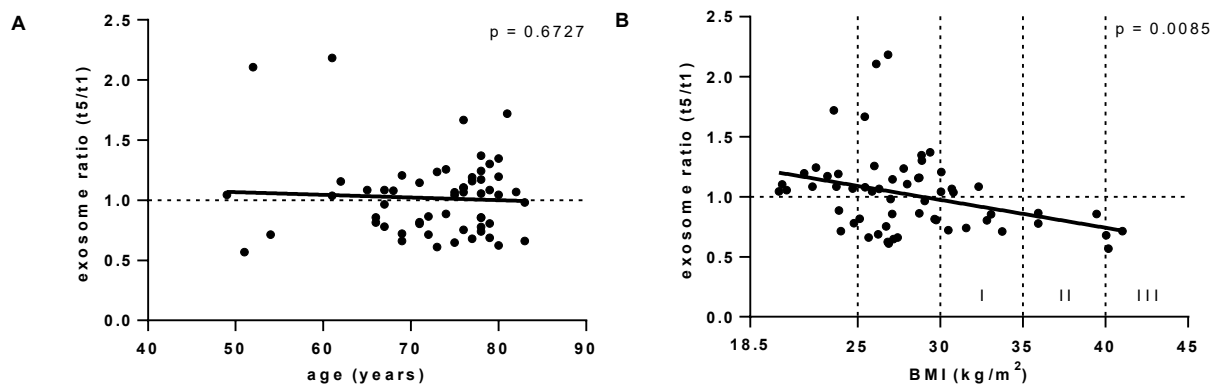 A
p = 0.6727
exosome ratio (t5/t1)
2.5
2.0
1.5
1.0
0.5
0.0
40
50
60
70
80
90
age (years)
B
p = 0.0085
exosome ratio (t5/t1)
2.5
2.0
1.5
1.0
0.5
0.0
I
II
III
18.5
25
30
35
40
45
BMI (kg/m²)